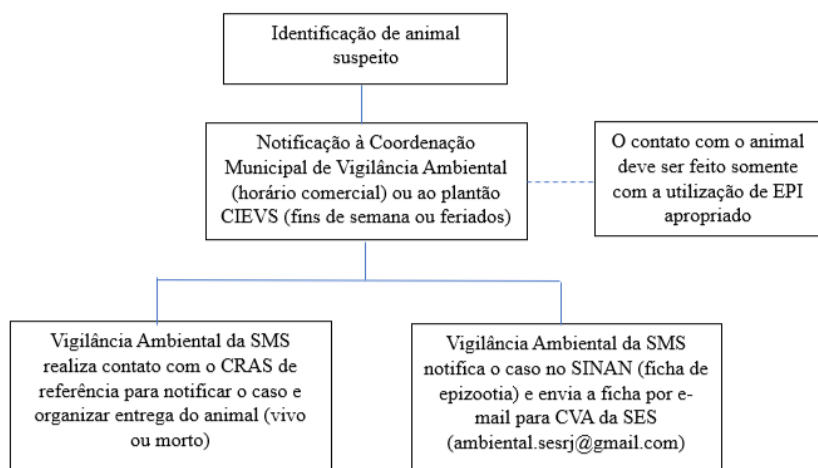 Identificação de animal
suspeito
Notificação à Coordenação
Municipal de Vigilância Ambiental
(horário comercial) ou ao plantão
CIEVS (fins de semana ou feriados)
O contato com o animal
deve ser feito somente
com a utilização de EPI
apropriado
Vigilância Ambiental da SMS
realiza contato com o CRAS de
referência para notificar o caso e
organizar entrega do animal (vivo
ou morto)
Vigilância Ambiental da SMS
notifica o caso no SINAN (ficha de
epizootia) e envia a ficha por e-
mail para CVA da SES
(ambiental.sesrj@gmail.com)